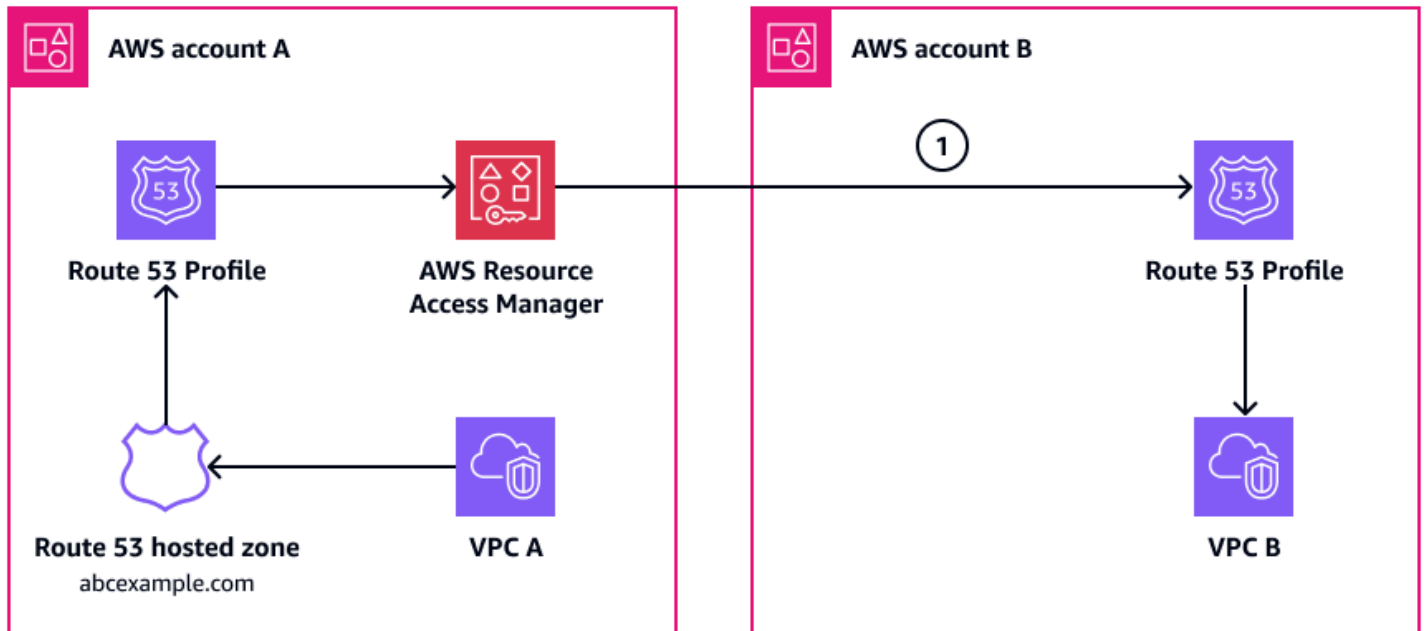 AWS account A
AWS account B
1
53
53
Route 53 Profile
AWS Resource
Access Manager
Route 53 Profile
Route 53 hosted zone
abcexample.com
VPC A
VPC B